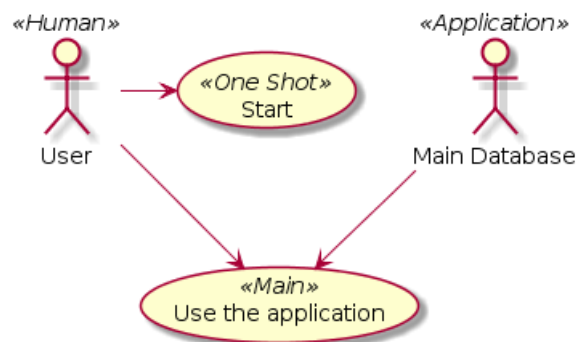 «Human»
User
«One Shot»
Start
«Application»
Main Database
«Main»
Use the application